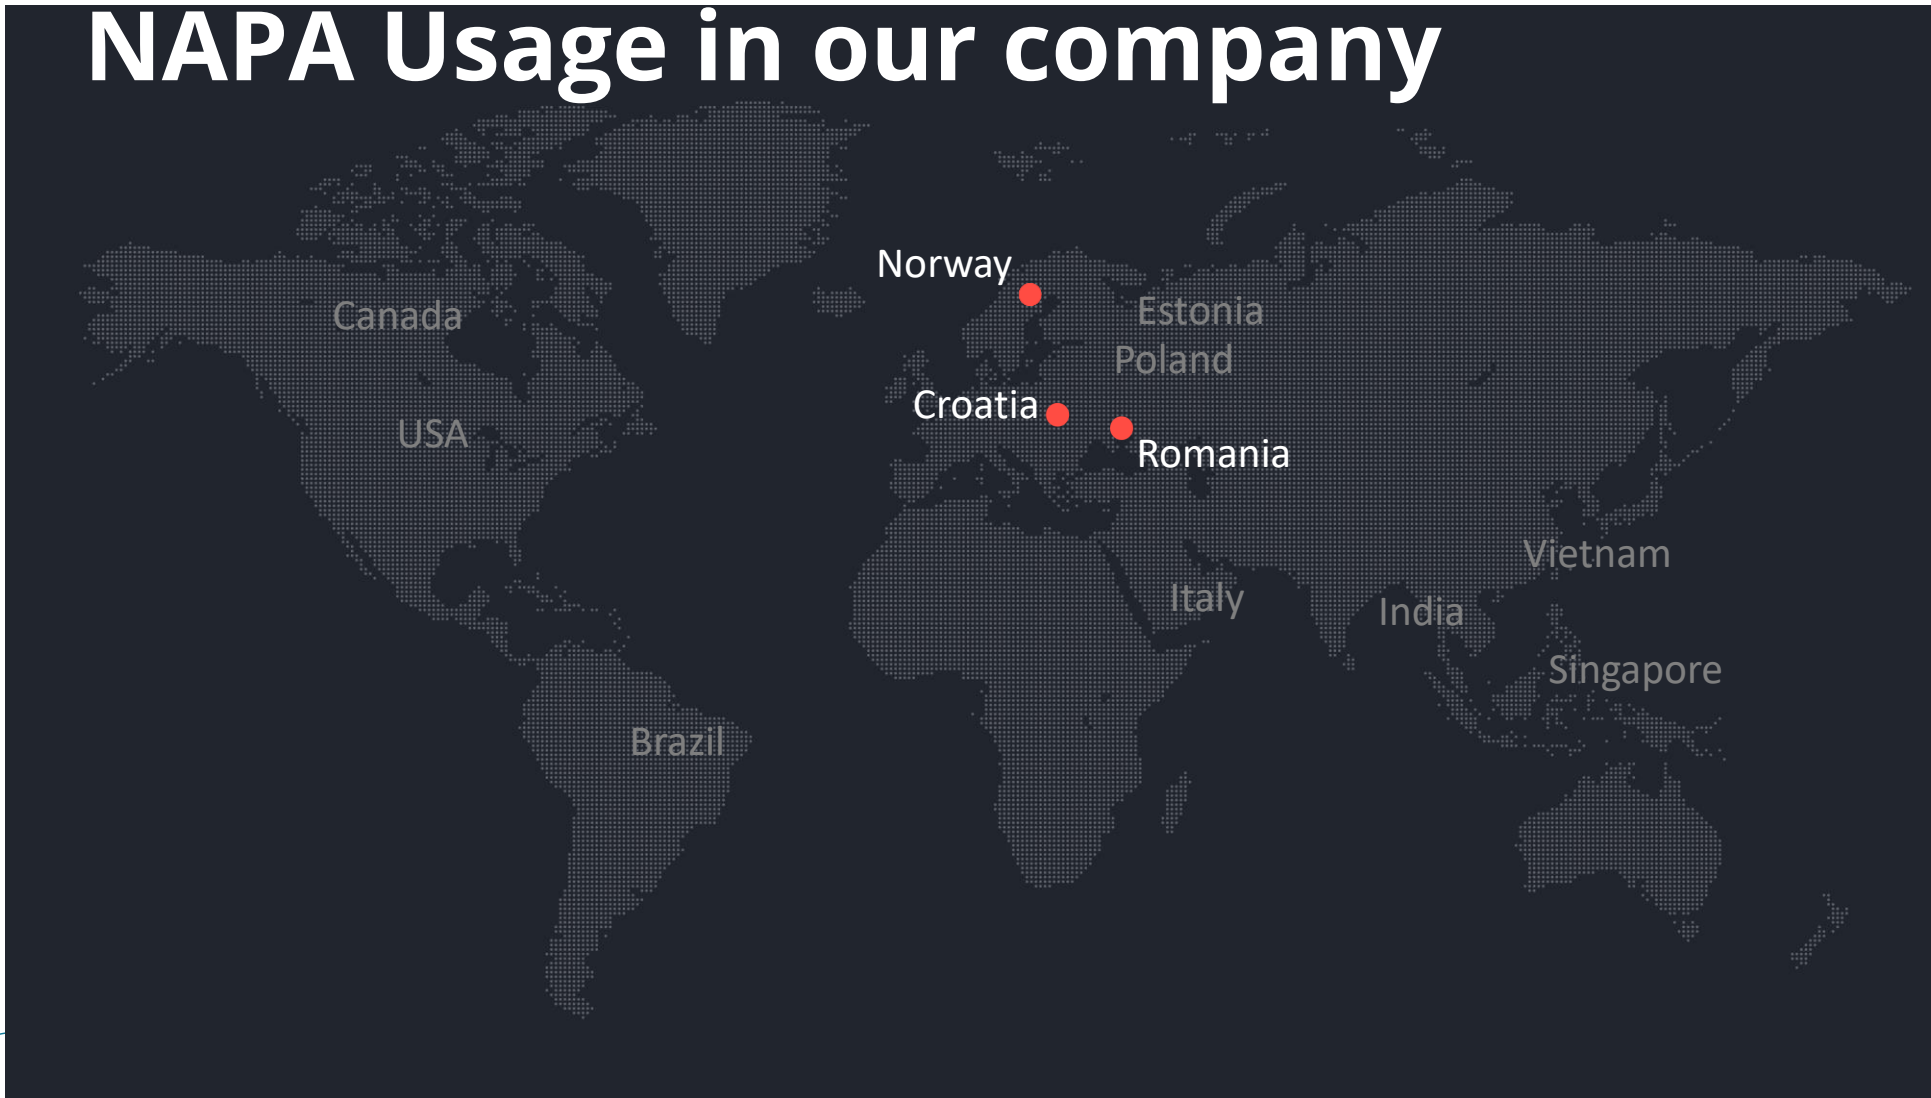 NAPA Usage in our company
Norway
Canada
Estonia
Poland
Croatia
USA
Romania
Vietnam
Italy
India
Singapore
Brazil